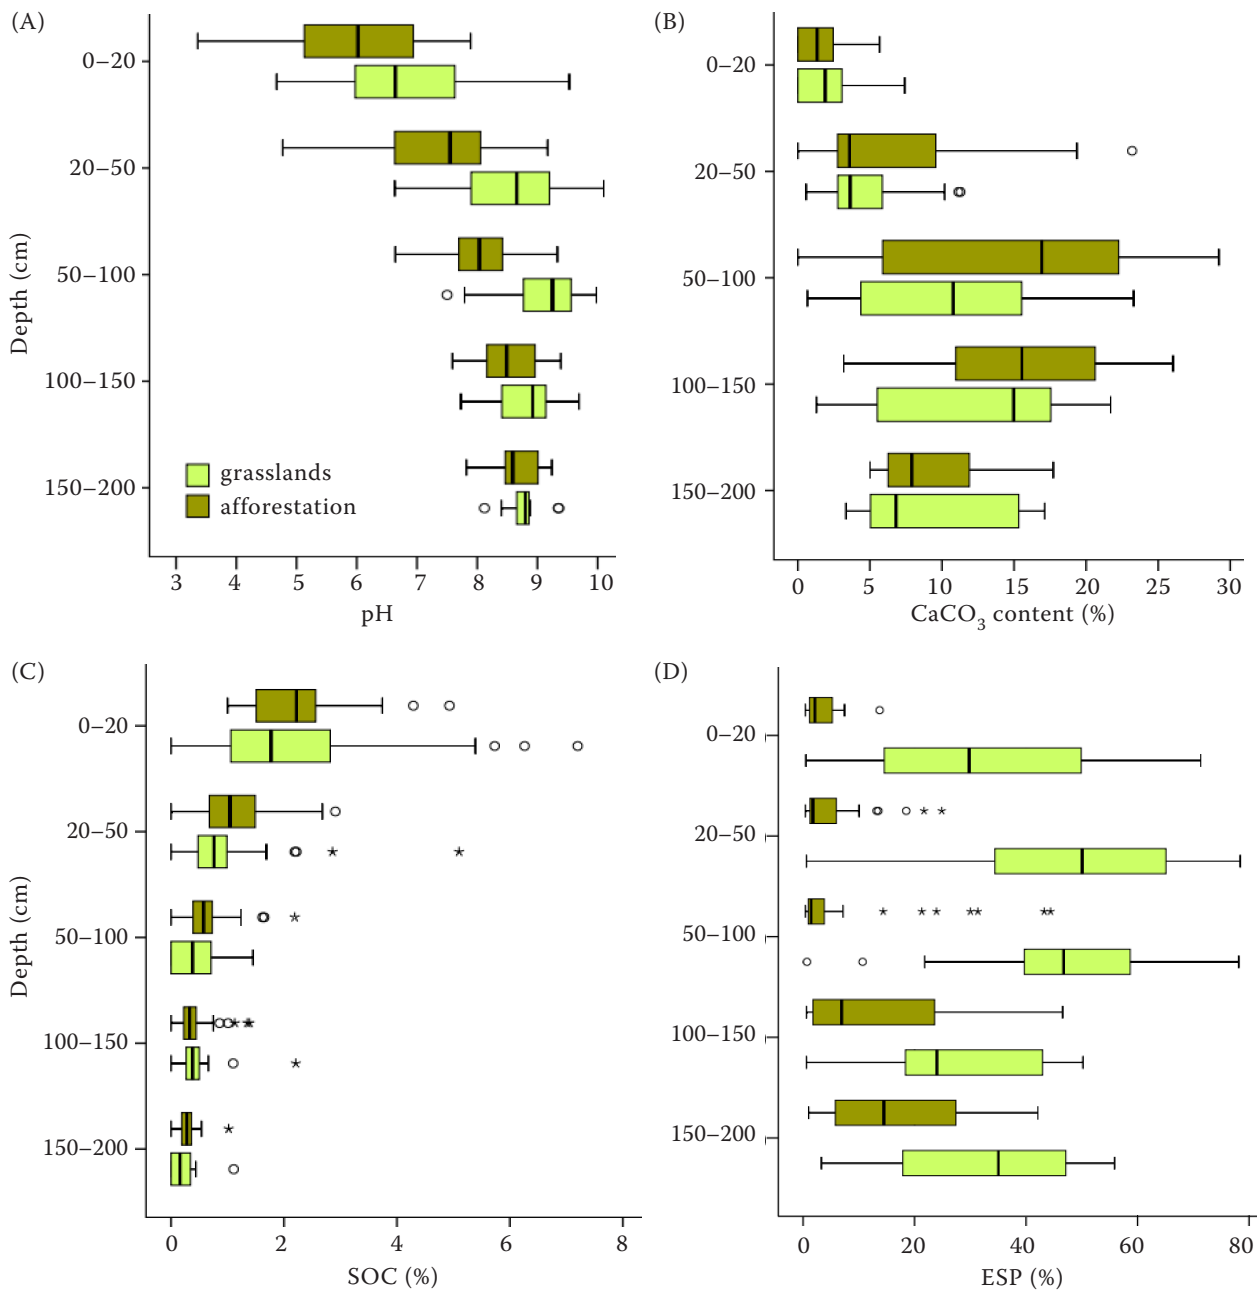 (A)
0–20
20–50
50–100
100–150
150–200
Depth (cm)
grasslands
afforestation
3 4 5 6 7 8 9 10
pH
(B)
0–20
20–50
50–100
100–150
150–200
0 5 10 15 20 25 30
CaCO₃ content (%)
(C)
0–20
20–50
50–100
100–150
150–200
Depth (cm)
0 2 4 6 8
SOC (%)
(D)
0–20
20–50
50–100
100–150
150–200
0 20 40 60 80
ESP (%)